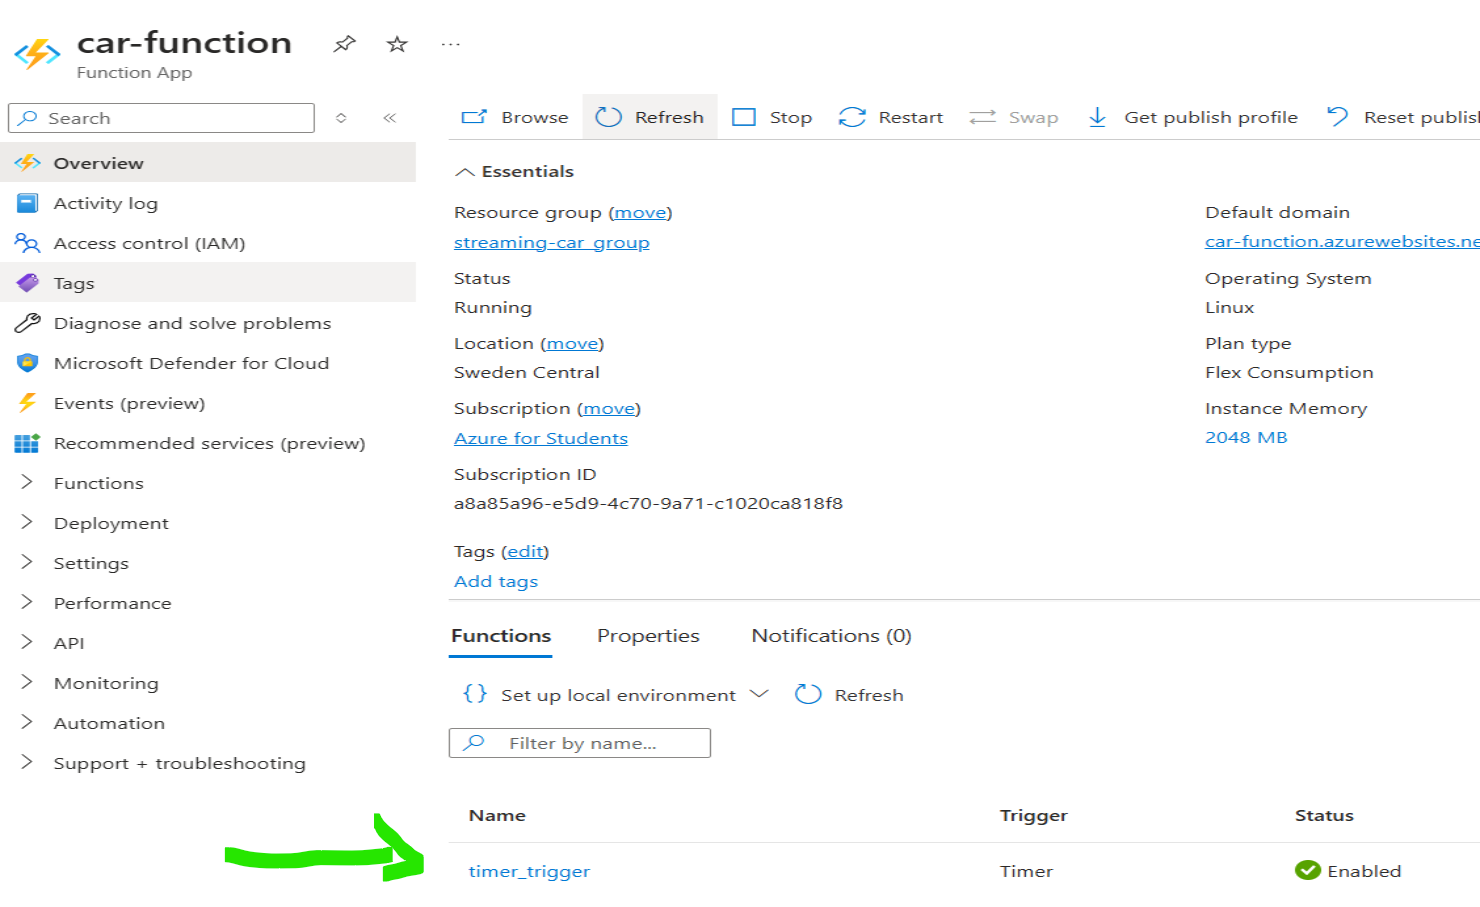 car-function
Function App
Search
Overview
Activity log
Access control (IAM)
Tags
Diagnose and solve problems
Microsoft Defender for Cloud
Events (preview)
Recommended services (preview)
Functions
Deployment
Settings
Performance
API
Monitoring
Automation
Support + troubleshooting
Browse Refresh Stop Restart Swap Get publish profile Reset publis
Essentials
Resource group (move)
streaming-car_group
Status
Running
Location (move)
Sweden Central
Subscription (move)
Azure for Students
Subscription ID
a8a85a96-e5d9-4c70-9a71-c1020ca818f8
Tags (edit)
Add tags
Default domain
car-function.azurewebsites.ne
Operating System
Linux
Plan type
Flex Consumption
Instance Memory
2048 MB
Functions Properties Notifications (0)
{} Set up local environment Refresh
Filter by name...
Name Trigger Status
timer_trigger Timer Enabled